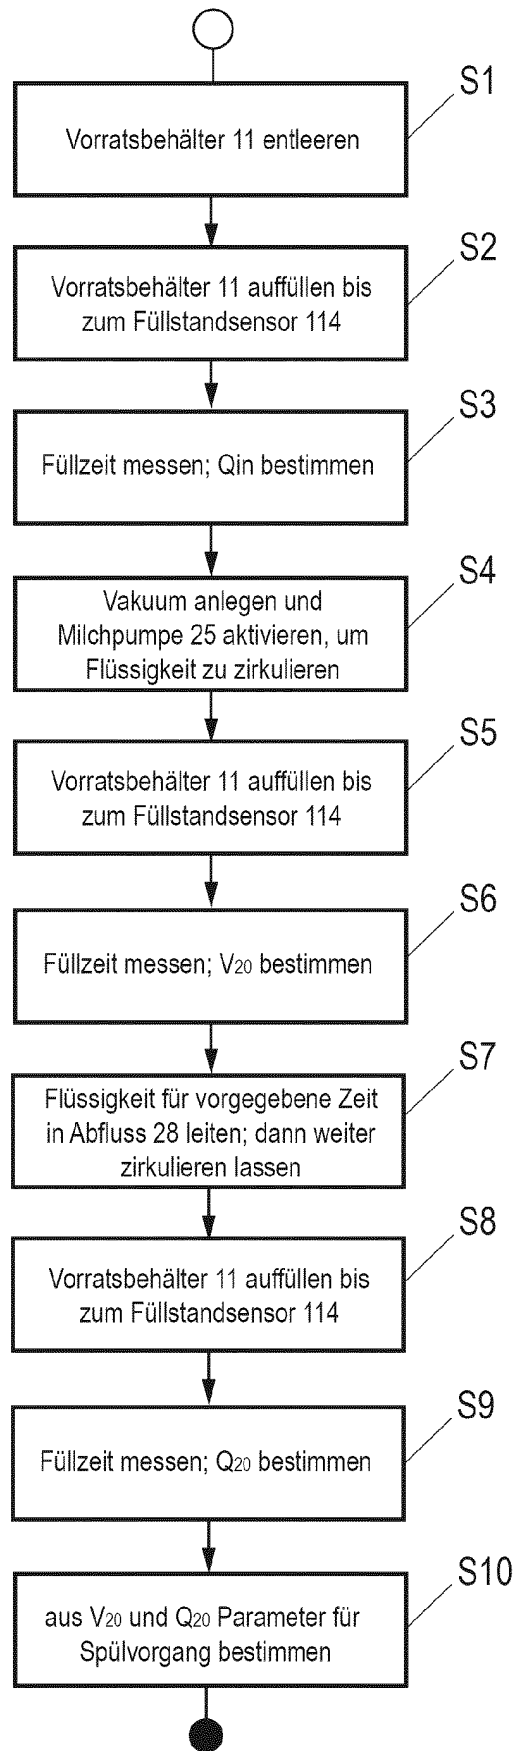 S1
Vorratsbehälter 11 entleeren
S2
Vorratsbehälter 11 auffüllen bis
zum Füllstandsensor 114
S3
Füllzeit messen; Qin bestimmen
S4
Vakuum anlegen und
Milchpumpe 25 aktivieren, um
Flüssigkeit zu zirkulieren
S5
Vorratsbehälter 11 auffüllen bis
zum Füllstandsensor 114
S6
Füllzeit messen; V20 bestimmen
S7
Flüssigkeit für vorgegebene Zeit
in Abfluss 28 leiten; dann weiter
zirkulieren lassen
S8
Vorratsbehälter 11 auffüllen bis
zum Füllstandsensor 114
S9
Füllzeit messen; Q20 bestimmen
S10
aus V20 und Q20 Parameter für
Spülvorgang bestimmen